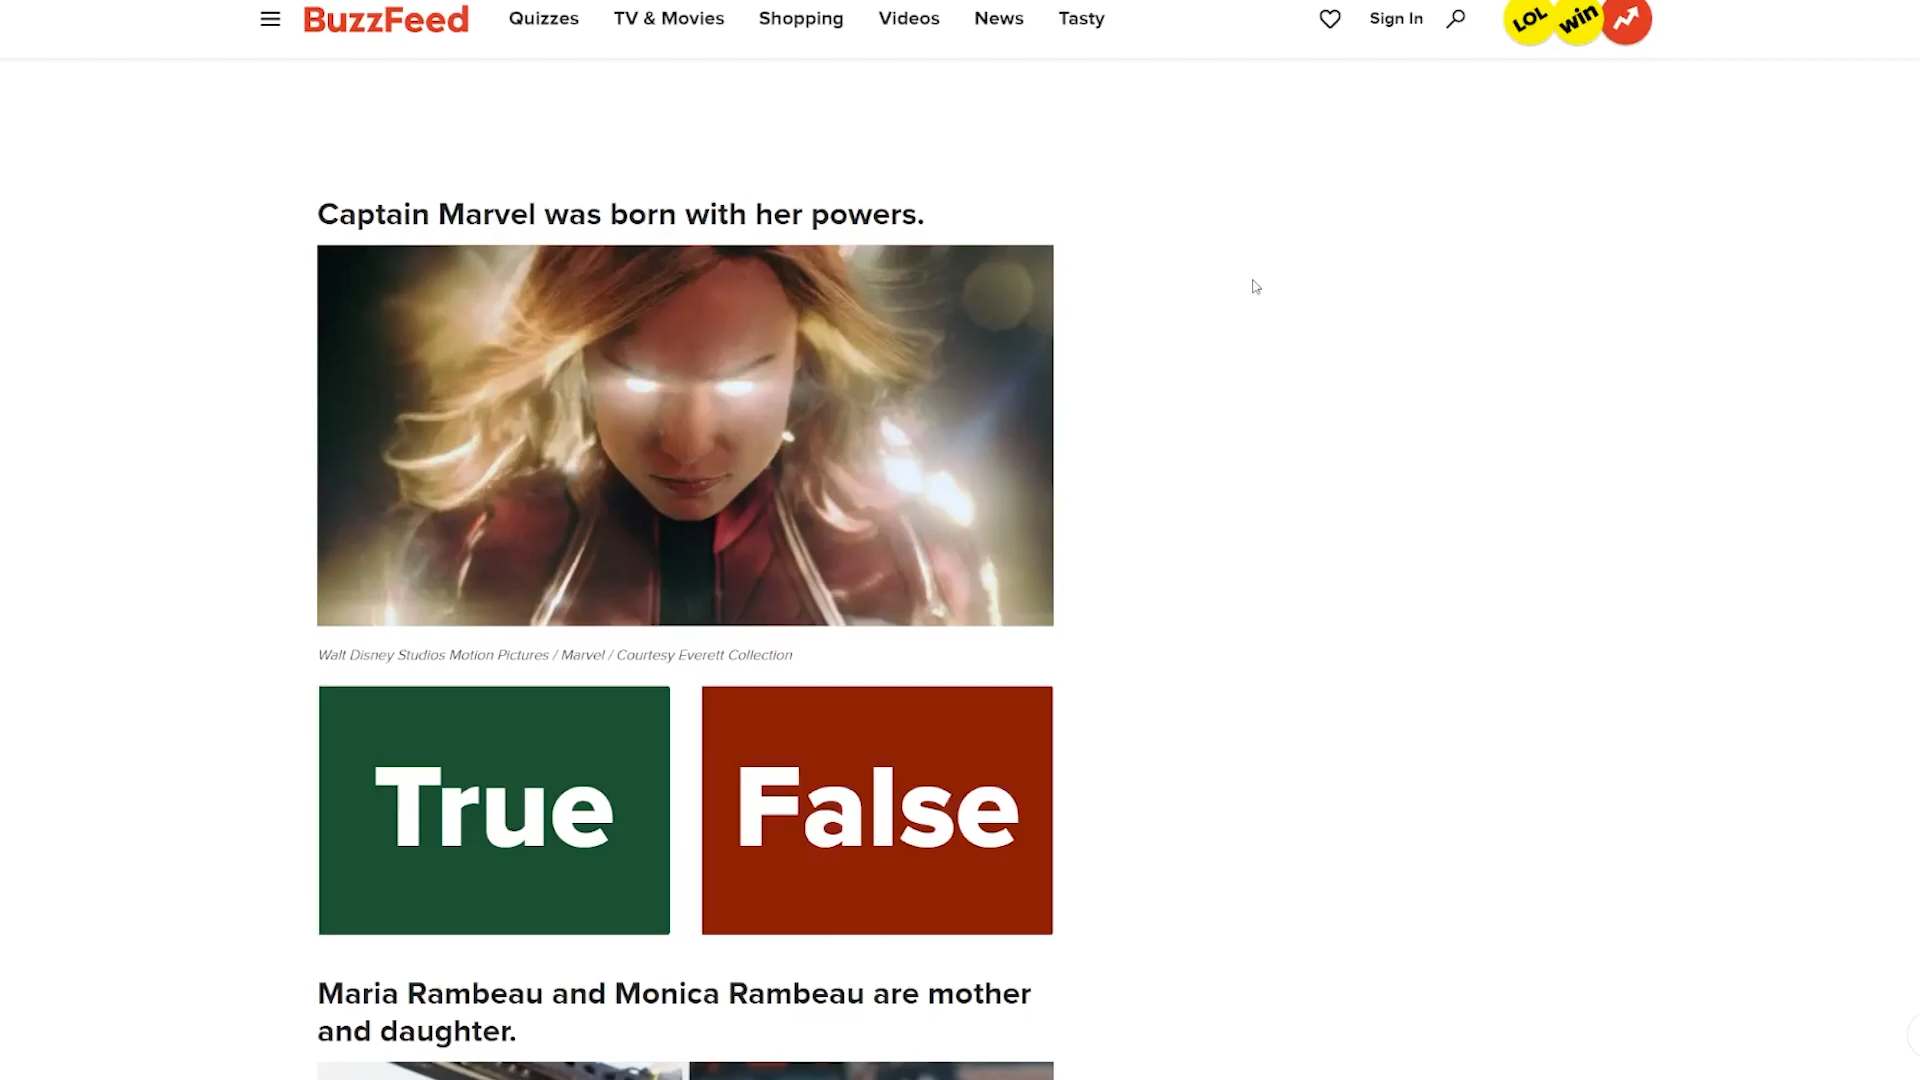 BuzzFeed Quizzes TV & Movies Shopping Videos News Tasty Sign In LOL win
Captain Marvel was born with her powers.
Walt Disney Studios Motion Pictures / Marvel / Courtesy Everett Collection
True False
Maria Rambeau and Monica Rambeau are mother
and daughter.